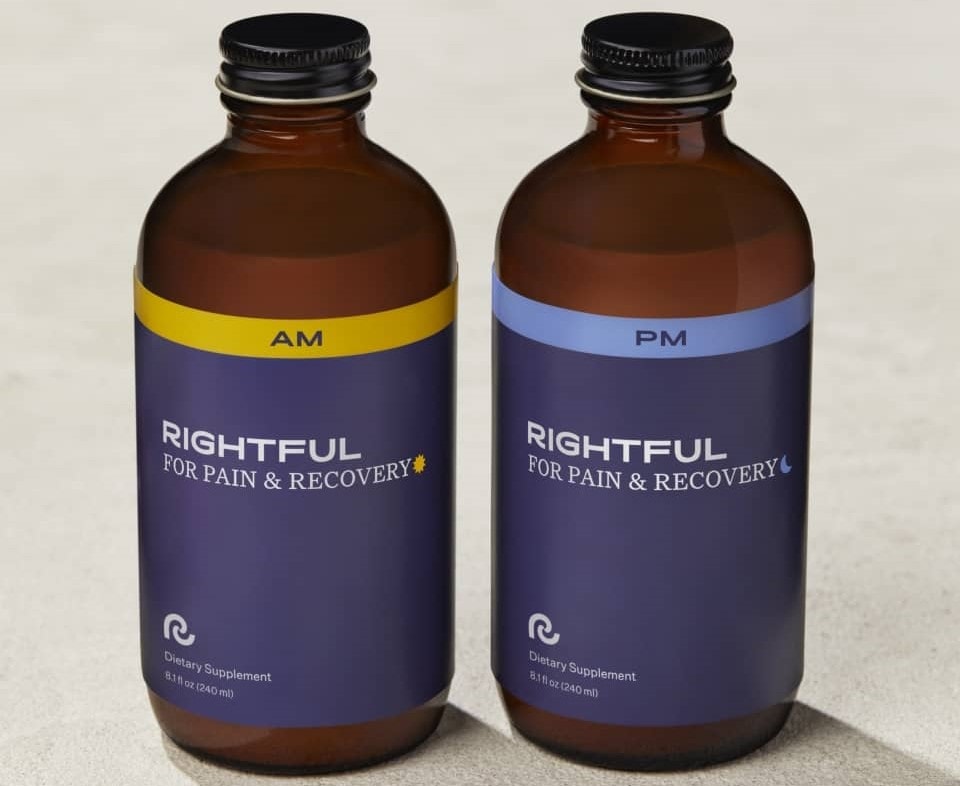 AM
RIGHTFUL
FOR PAIN & RECOVERY
Dietary Supplement
8.1 fl oz (240 ml)
PM
RIGHTFUL
FOR PAIN & RECOVERY
Dietary Supplement
8.1 fl oz (240 ml)